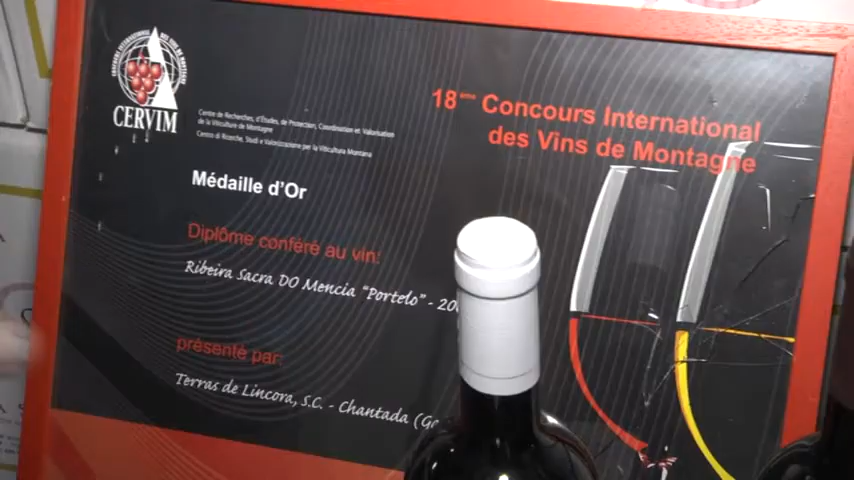 CERVIM
Centre de Recherches, d'Études, de Protection, Coordination et Valorisation
de la Viticulture de Montagne
Centro di Ricerche, Studi e Valorizzazione per la Viticoltura Montana
18ème Concours International
des Vins de Montagne
Médaille d'Or
Diplôme conféré au vin:
Ribeira Sacra DO Mencia "Portelo" - 20
présenté par:
Terras de Lincora, S.C. - Chantada (G